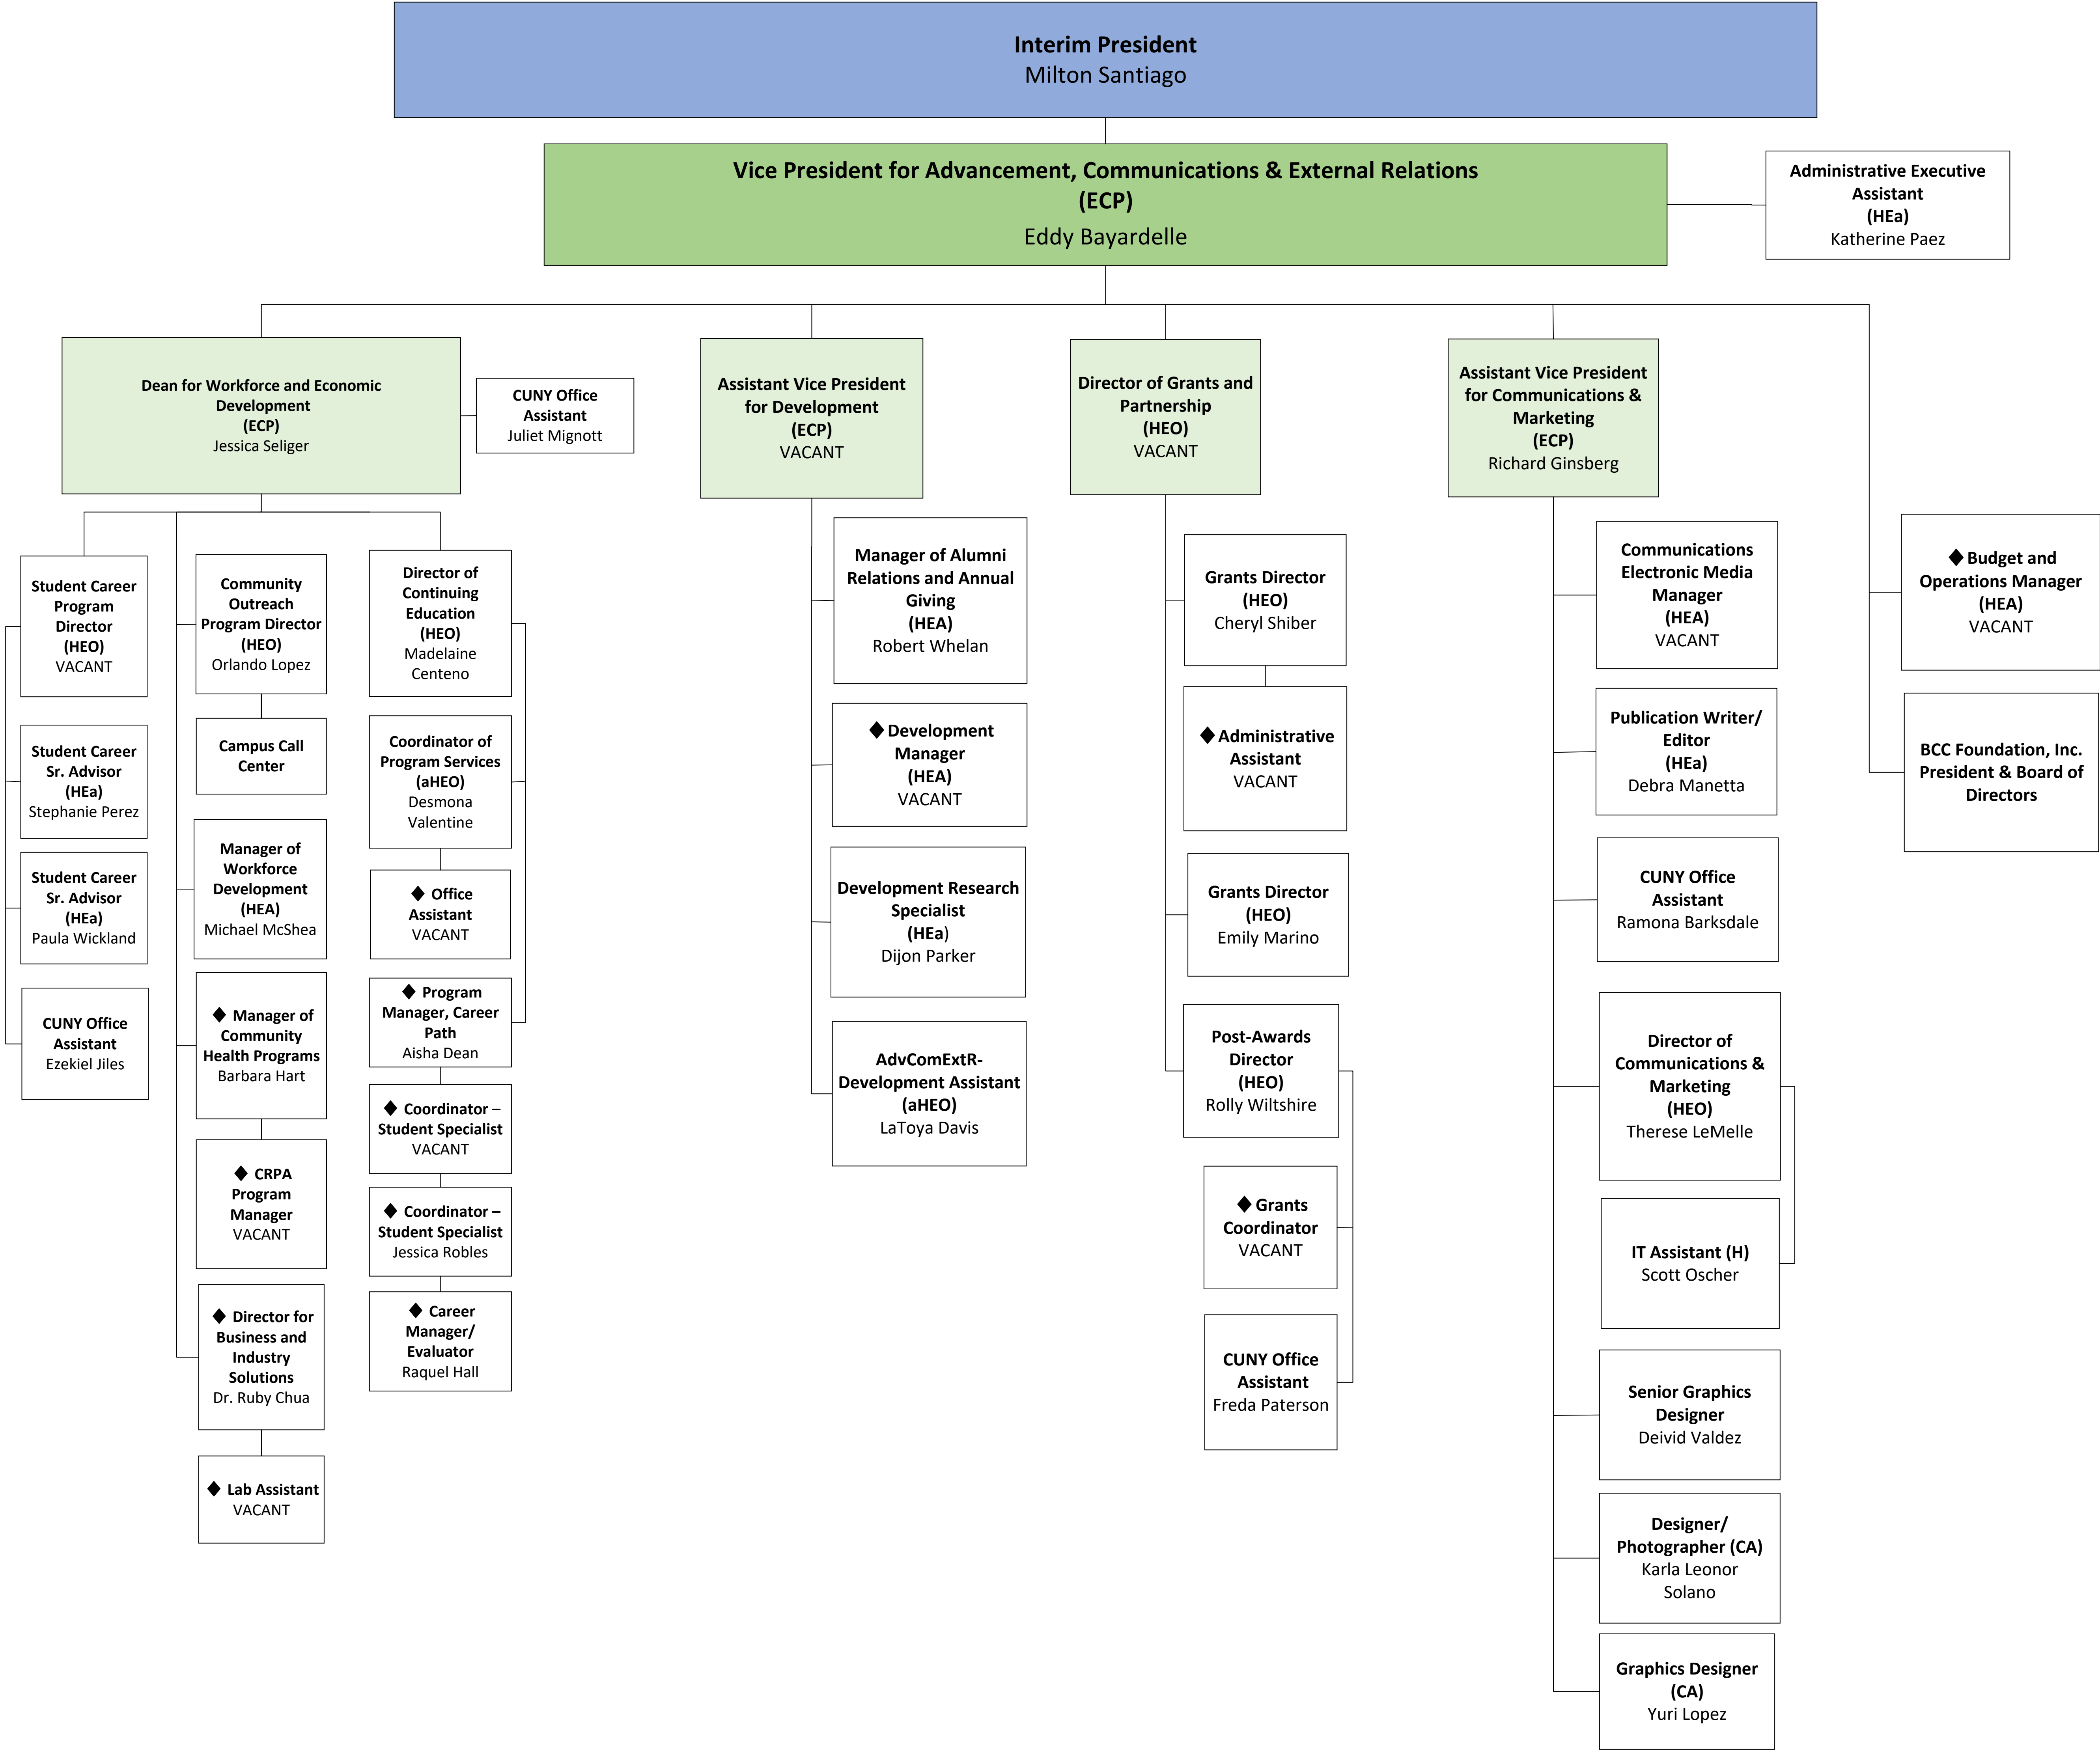 Interim President
Milton Santiago
Vice President for Advancement, Communications & External Relations
(ECP)
Eddy Bayardelle
Administrative Executive
Assistant
(HEa)
Katherine Paez
Dean for Workforce and Economic
Development
(ECP)
Jessica Seliger
CUNY Office
Assistant
Juliet Mignott
Assistant Vice President
for Development
(ECP)
VACANT
Director of Grants and
Partnership
(HEO)
VACANT
Assistant Vice President
for Communications &
Marketing
(ECP)
Richard Ginsberg
Student Career
Program
Director
(HEO)
VACANT
Student Career
Sr. Advisor
(HEa)
Stephanie Perez
Student Career
Sr. Advisor
(HEa)
Paula Wickland
CUNY Office
Assistant
Ezekiel Jiles
Community
Outreach
Program Director
(HEO)
Orlando Lopez
Campus Call
Center
Manager of
Workforce
Development
(HEA)
Michael McShea
♦ Manager of
Community
Health Programs
Barbara Hart
♦ CRPA
Program
Manager
VACANT
♦ Director for
Business and
Industry
Solutions
Dr. Ruby Chua
♦ Lab Assistant
VACANT
Director of
Continuing
Education
(HEO)
Madelaine
Centeno
Coordinator of
Program Services
(aHEO)
Desmona
Valentine
♦ Office
Assistant
VACANT
♦ Program
Manager, Career
Path
Aisha Dean
♦ Coordinator –
Student Specialist
VACANT
♦ Coordinator –
Student Specialist
Jessica Robles
♦ Career
Manager/
Evaluator
Raquel Hall
Manager of Alumni
Relations and Annual
Giving
(HEA)
Robert Whelan
♦ Development
Manager
(HEA)
VACANT
Development Research
Specialist
(HEa)
Dijon Parker
AdvComExtR-
Development Assistant
(aHEO)
LaToya Davis
Grants Director
(HEO)
Cheryl Shiber
♦ Administrative
Assistant
VACANT
Grants Director
(HEO)
Emily Marino
Post-Awards
Director
(HEO)
Rolly Wiltshire
♦ Grants
Coordinator
VACANT
CUNY Office
Assistant
Freda Paterson
Communications
Electronic Media
Manager
(HEA)
VACANT
Publication Writer/
Editor
(HEa)
Debra Manetta
CUNY Office
Assistant
Ramona Barksdale
Director of
Communications &
Marketing
(HEO)
Therese LeMelle
IT Assistant (H)
Scott Oscher
Senior Graphics
Designer
Deivid Valdez
Designer/
Photographer (CA)
Karla Leonor
Solano
Graphics Designer
(CA)
Yuri Lopez
♦ Budget and
Operations Manager
(HEA)
VACANT
BCC Foundation, Inc.
President & Board of
Directors